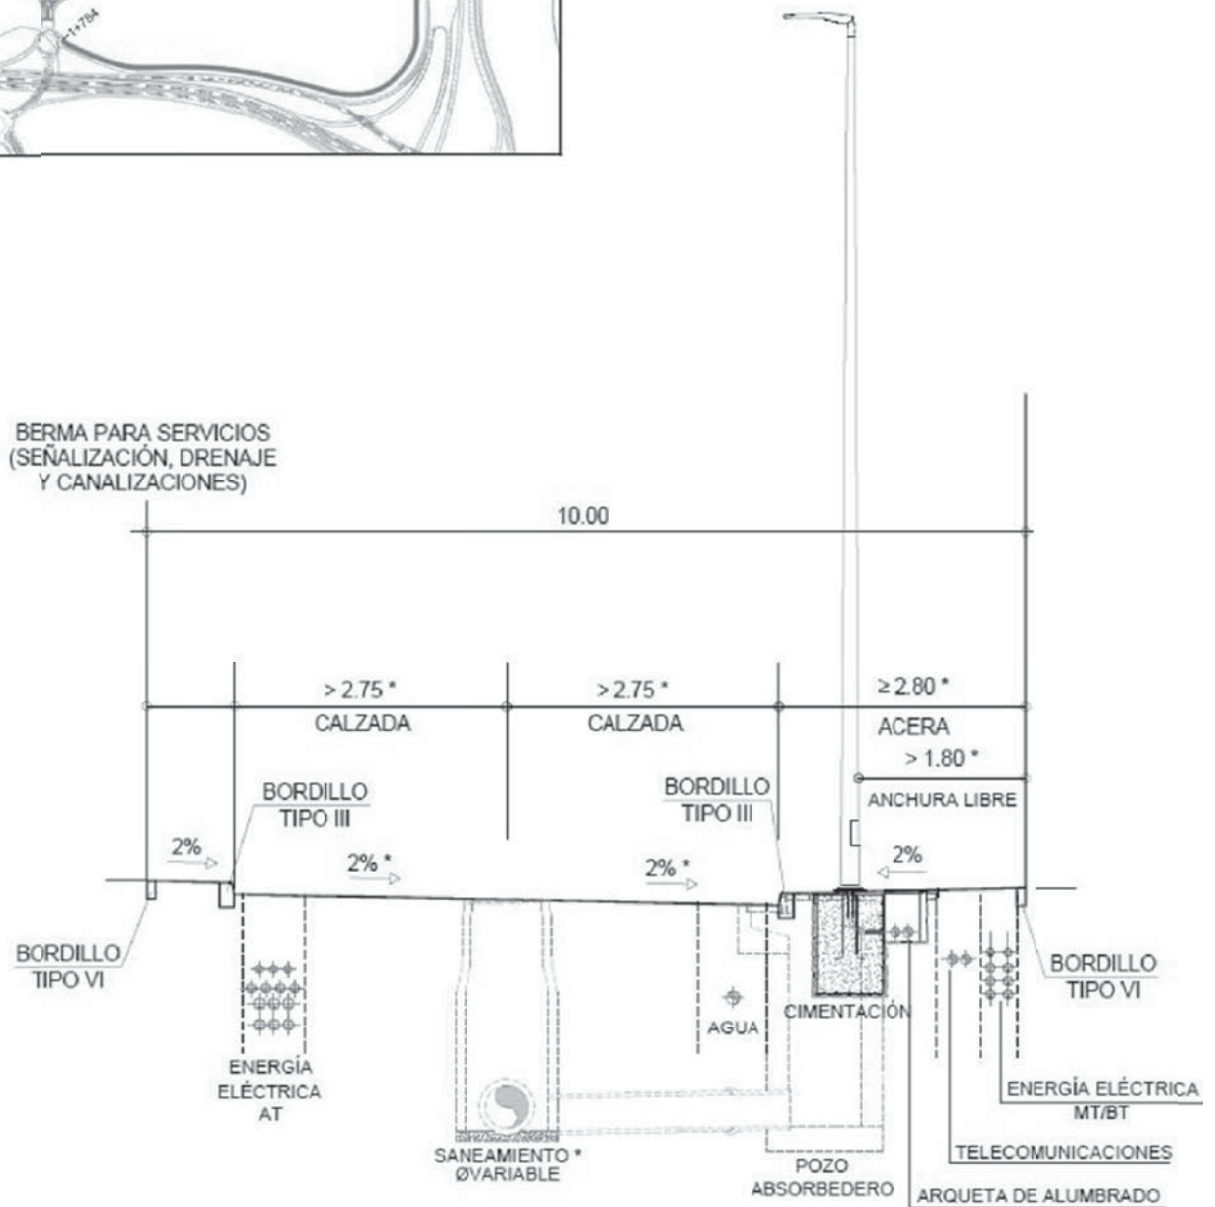 1+784
BERMA PARA SERVICIOS
(SEÑALIZACIÓN, DRENAJE
Y CANALIZACIONES)
10.00
> 2.75 *
CALZADA
> 2.75 *
CALZADA
≥ 2.80 *
ACERA
> 1.80 *
ANCHURA LIBRE
BORDILLO
TIPO III
BORDILLO
TIPO III
2%
2% *
2% *
2%
BORDILLO
TIPO VI
BORDILLO
TIPO VI
CIMENTACIÓN
AGUA
ENERGÍA
ELÉCTRICA
AT
ENERGÍA ELÉCTRICA
MT/BT
SANEAMIENTO *
ØVARIABLE
TELECOMUNICACIONES
POZO
ABSORBEDERO
ARQUETA DE ALUMBRADO